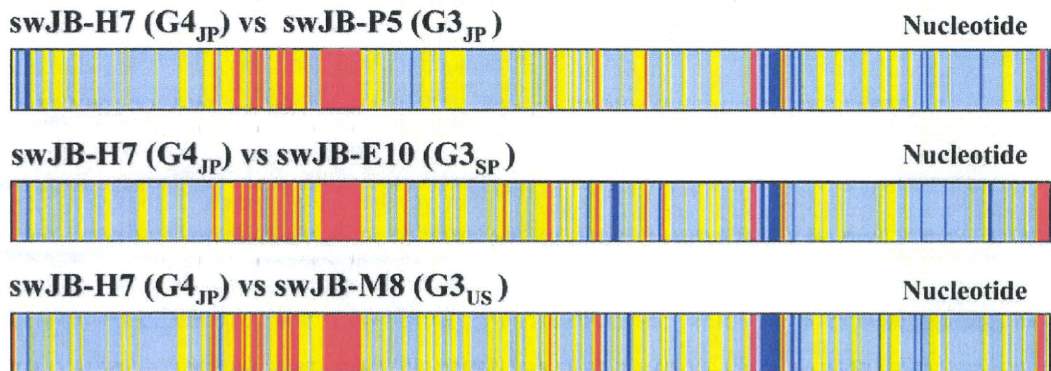 swJB-H7 (G4JP) vs swJB-P5 (G3JP) Nucleotide
swJB-H7 (G4JP) vs swJB-E10 (G3SP) Nucleotide
swJB-H7 (G4JP) vs swJB-M8 (G3US) Nucleotide